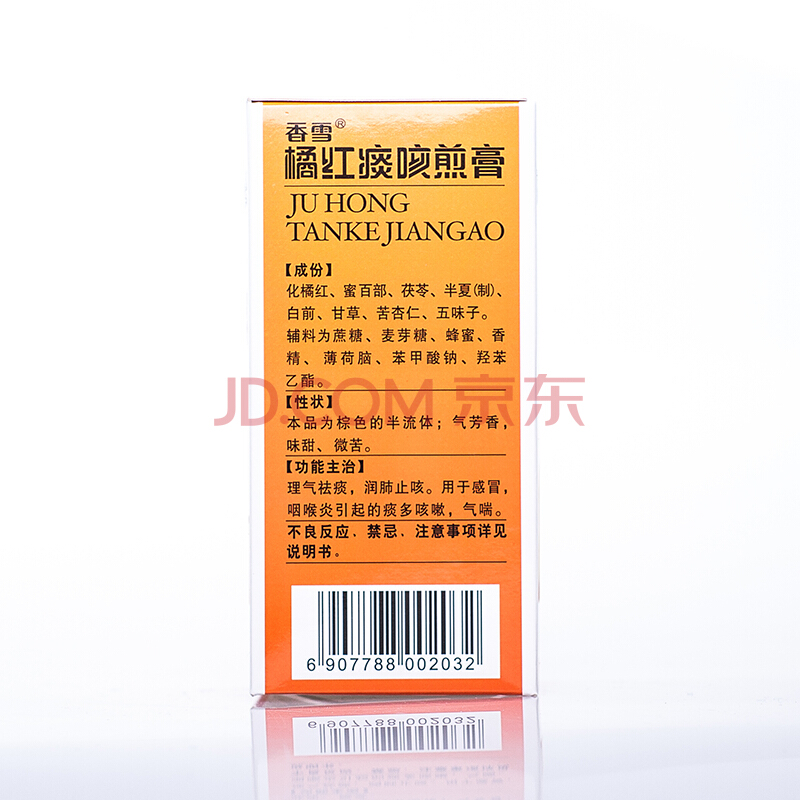 香雪®
橘红痰咳煎膏
JU HONG
TANKE JIANGAO
【成份】
化橘红、蜜百部、茯苓、半夏(制)、
白前、甘草、苦杏仁、五味子。
辅料为蔗糖、麦芽糖、蜂蜜、香
精、薄荷脑、苯甲酸钠、羟苯
乙酯。
JD.COM 京东
【性状】
本品为棕色的半流体；气芳香，
味甜、微苦。
【功能主治】
理气祛痰，润肺止咳。用于感冒，
咽喉炎引起的痰多咳嗽，气喘。
不良反应、禁忌、注意事项详见
说明书。
6 907788 002032
6 907788 002032